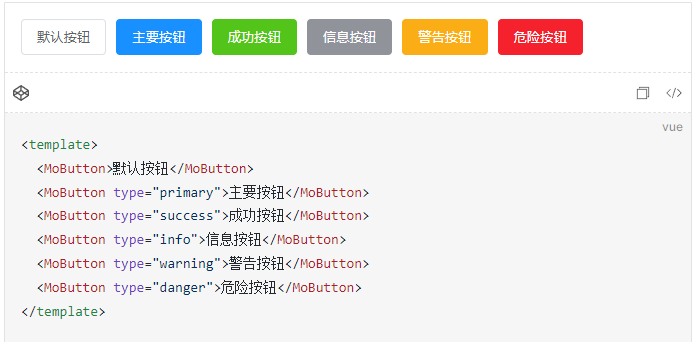 默认按钮 主要按钮 成功按钮 信息按钮 警告按钮 危险按钮
vue
<template>
  <MoButton>默认按钮</MoButton>
  <MoButton type="primary">主要按钮</MoButton>
  <MoButton type="success">成功按钮</MoButton>
  <MoButton type="info">信息按钮</MoButton>
  <MoButton type="warning">警告按钮</MoButton>
  <MoButton type="danger">危险按钮</MoButton>
</template>